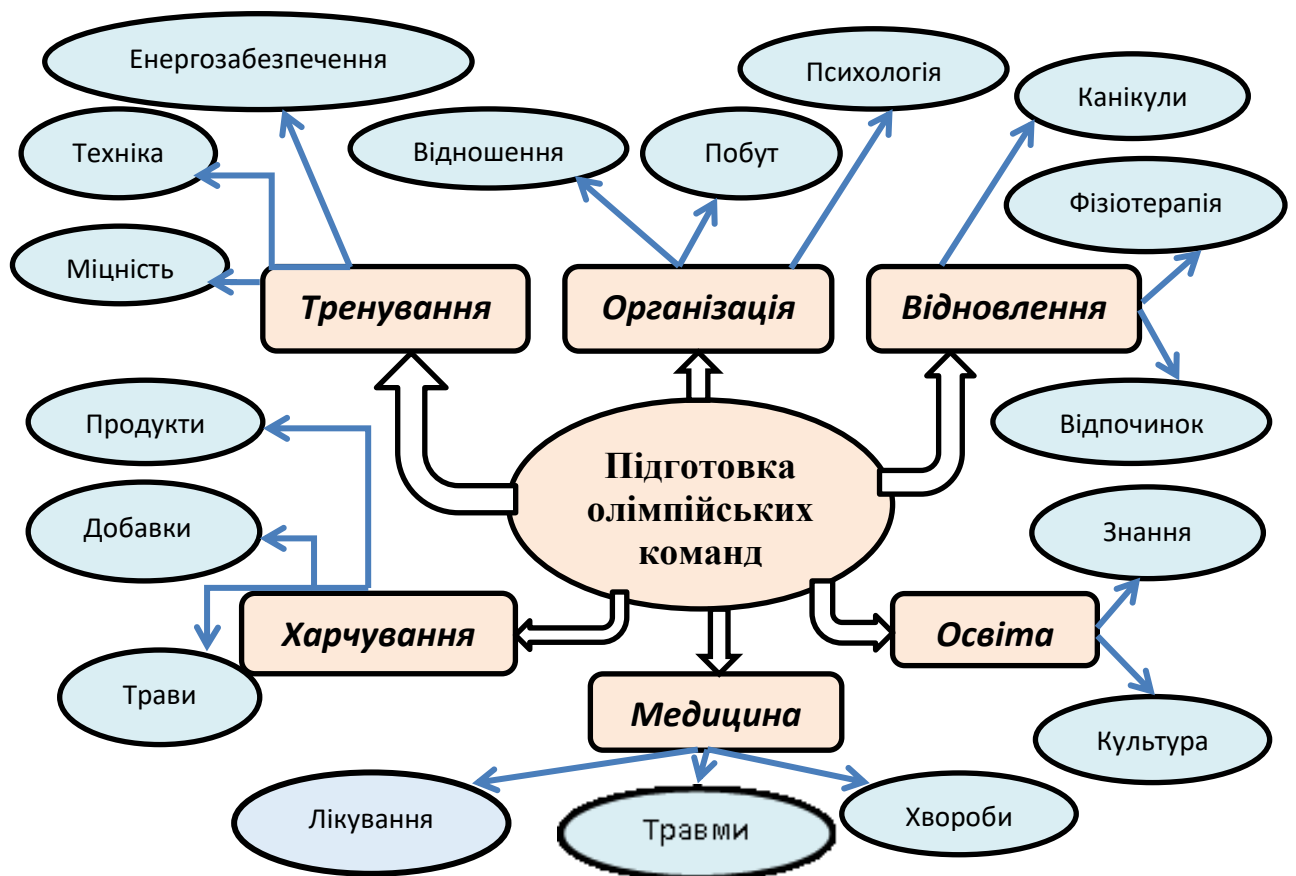 Енергозабезпечення
Психологія
Канікули
Техніка
Відношення
Побут
Фізіотерапія
Міцність
Тренування
Організація
Відновлення
Продукти
Відпочинок
Підготовка
олімпійських
команд
Добавки
Знання
Харчування
Освіта
Трави
Медицина
Культура
Лікування
Травми
Хвороби